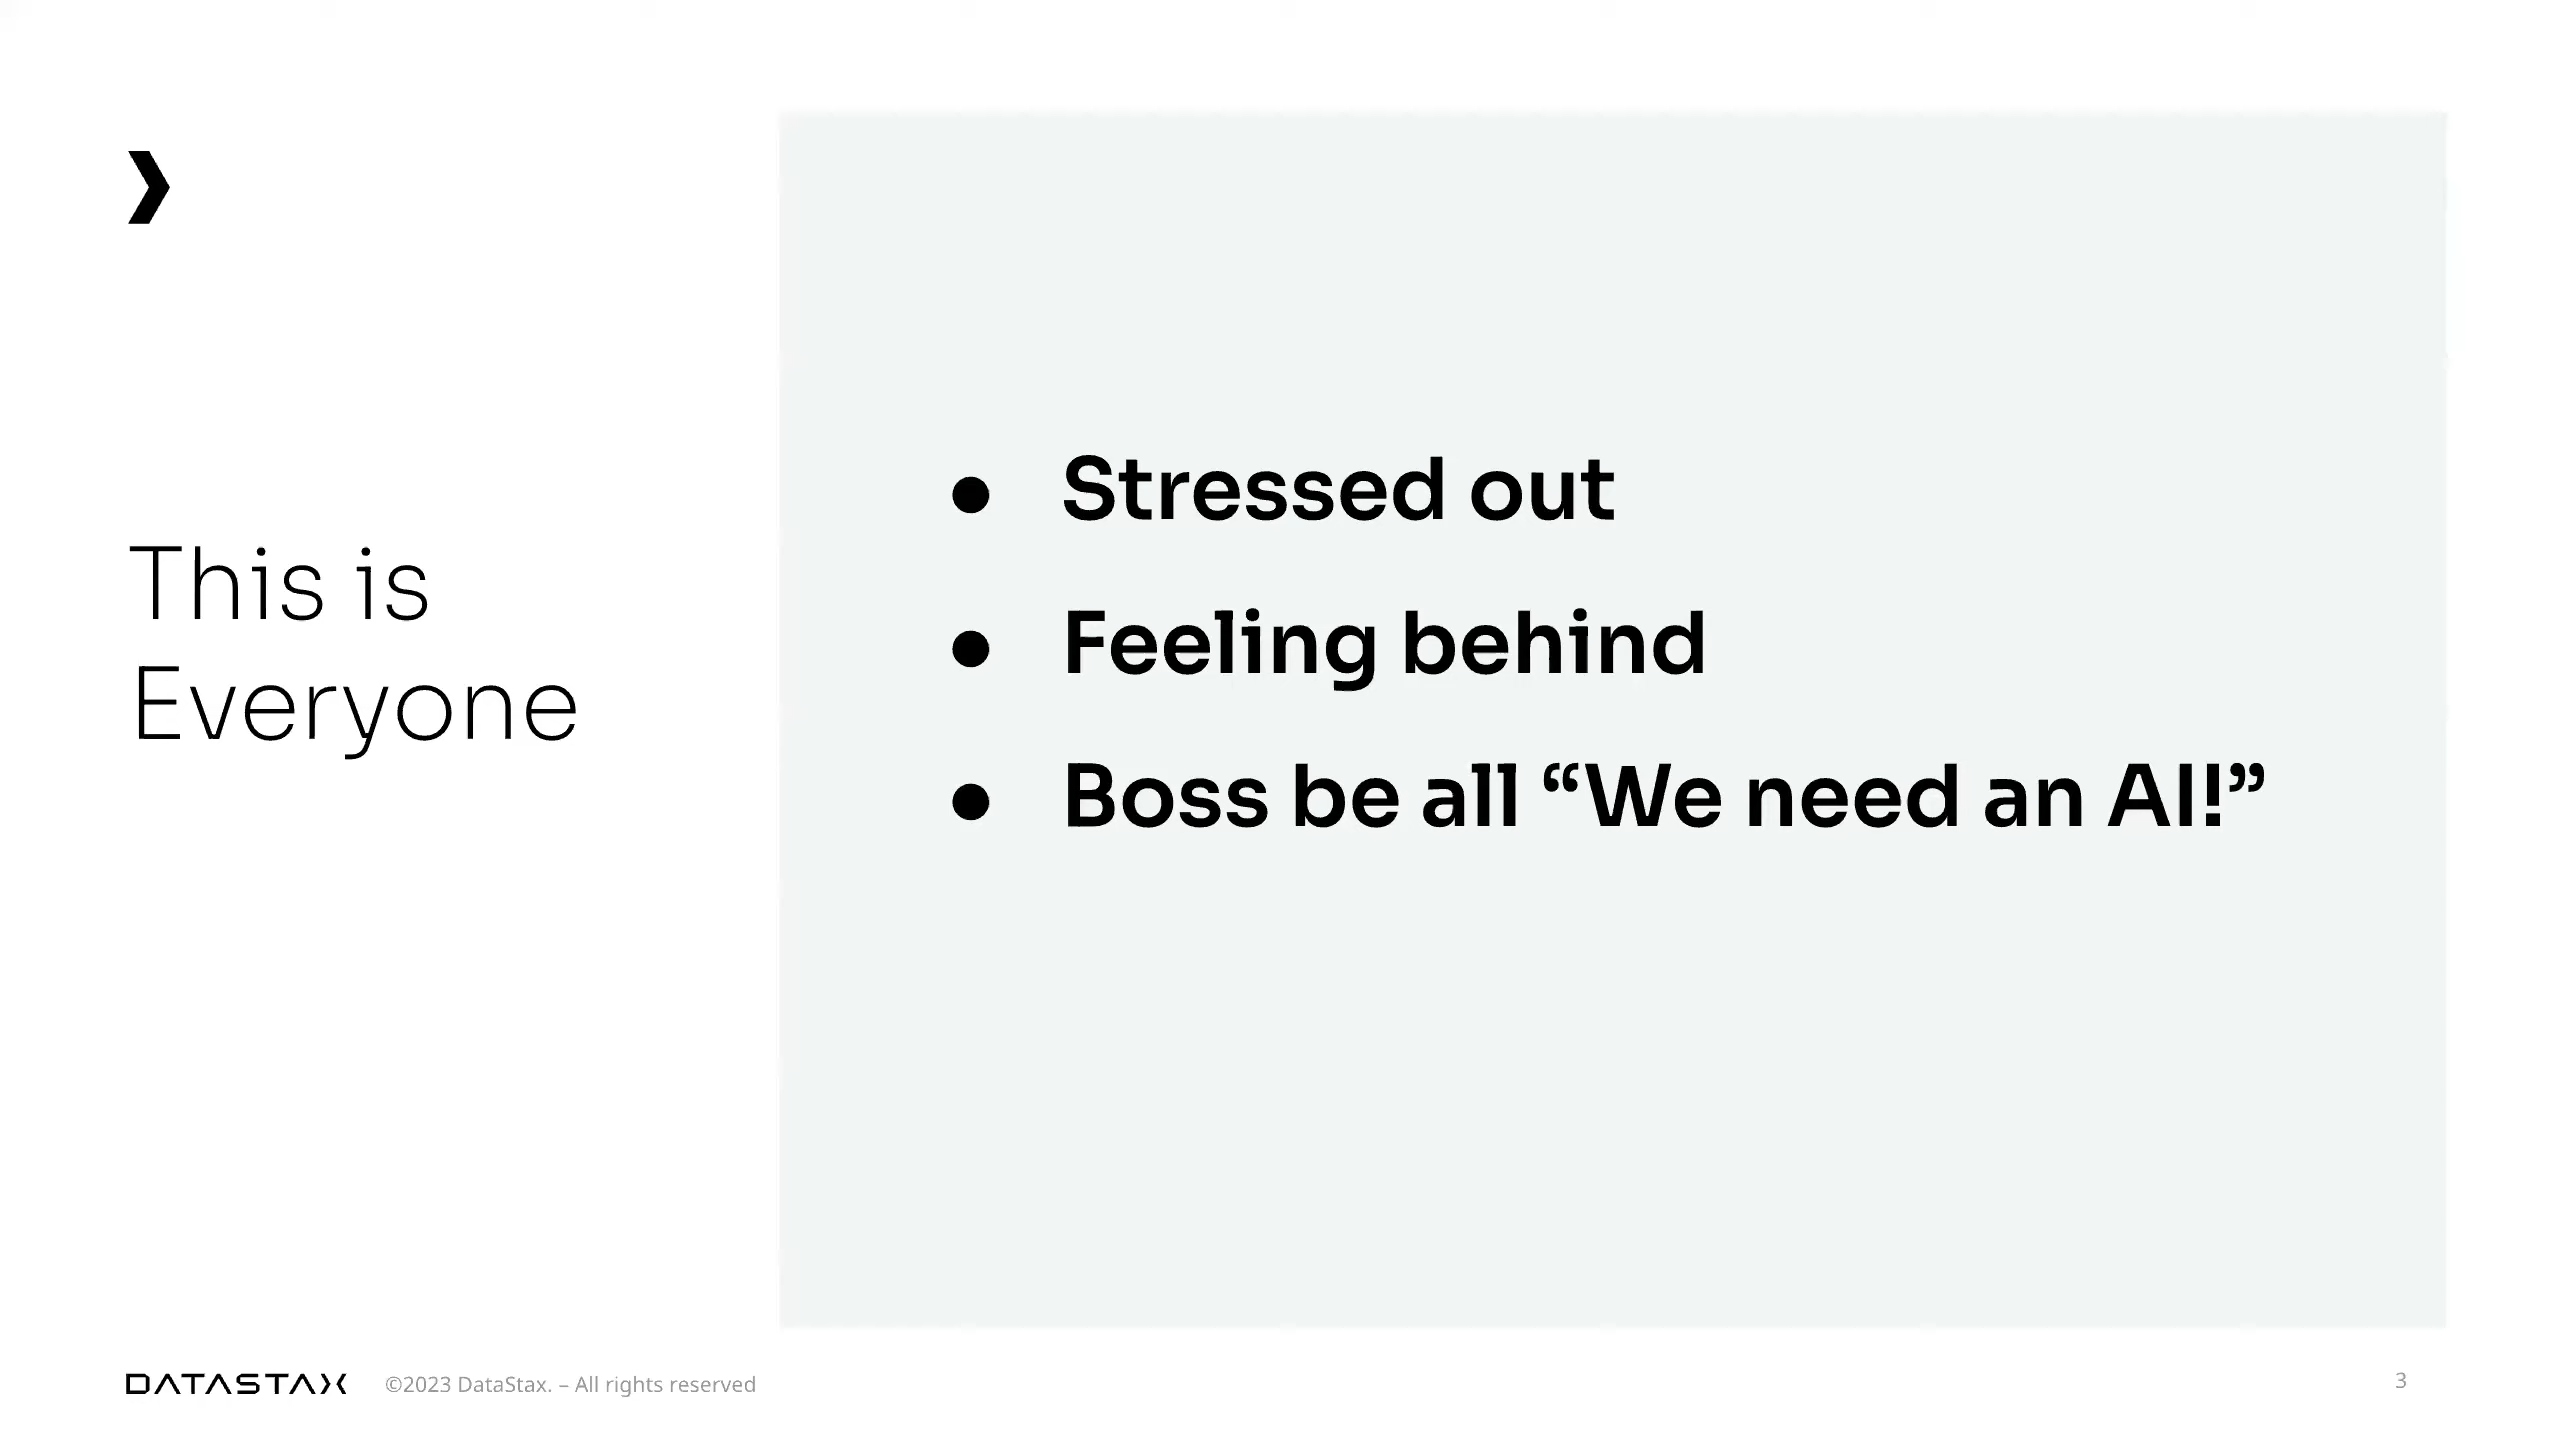 This is
Everyone
● Stressed out
● Feeling behind
● Boss be all “We need an AI!”
DATASTAX ©2023 DataStax. – All rights reserved
3